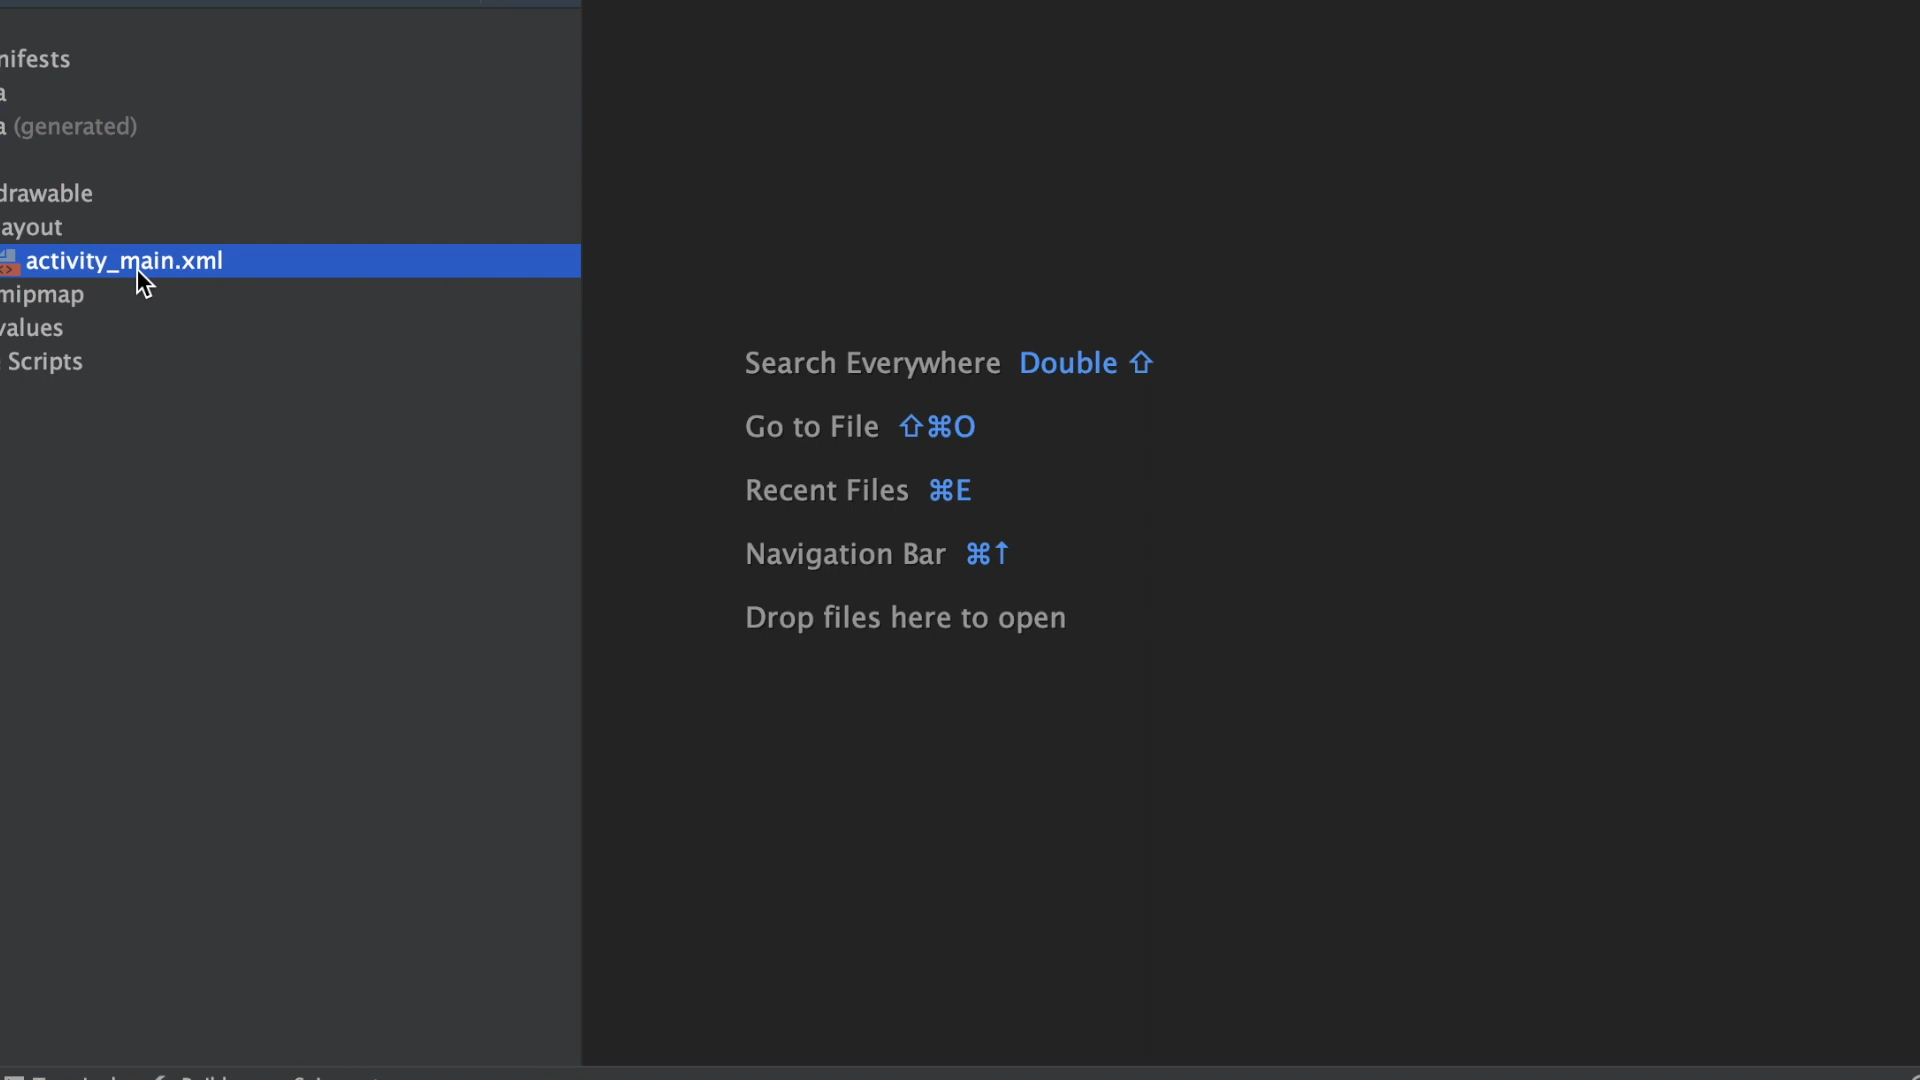 nifests
a
a (generated)
drawable
ayout
activity_main.xml
mipmap
values
Scripts
Search Everywhere Double ⇧
Go to File ⇧⌘O
Recent Files ⌘E
Navigation Bar ⌘↑
Drop files here to open